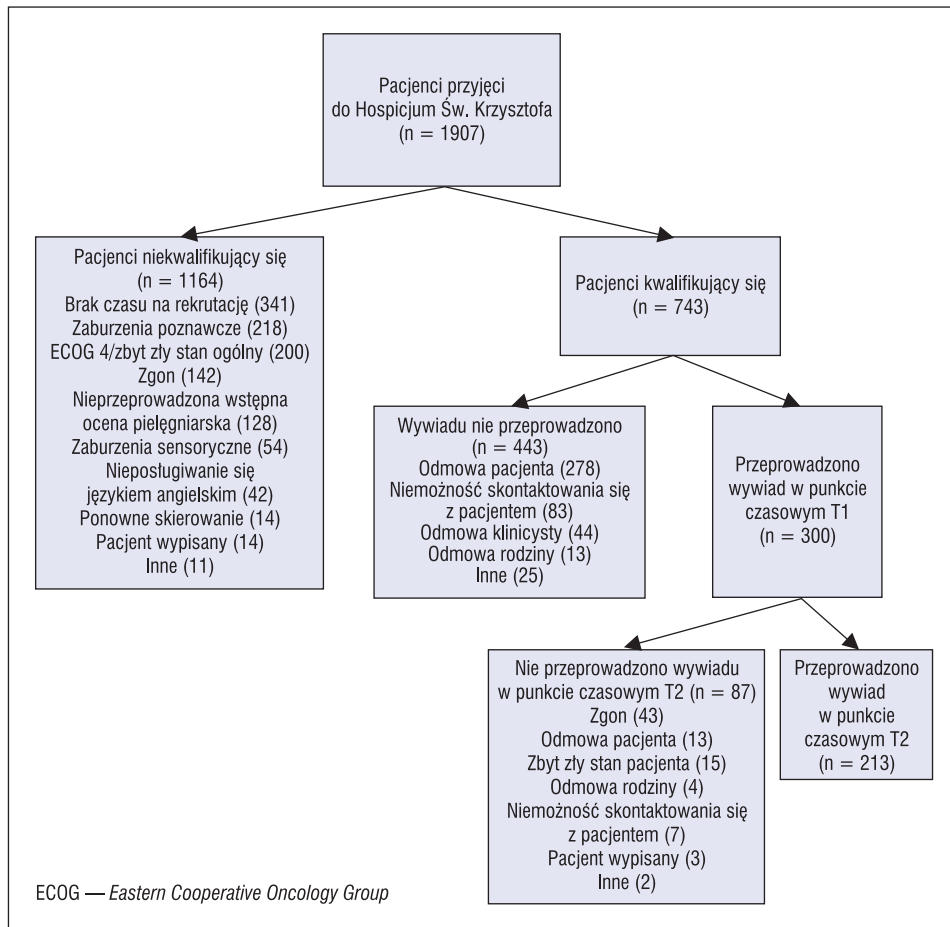 Pacjenci przyjęci
do Hospicjum Św. Krzysztofa
(n = 1907)
Pacjenci niekwalifikujący się
(n = 1164)
Brak czasu na rekrutację (341)
Zaburzenia poznawcze (218)
ECOG 4/zbyt zły stan ogólny (200)
Zgon (142)
Nieprzeprowadzona wstępna
ocena pielęgniarska (128)
Zaburzenia sensoryczne (54)
Nieposługiwanie się
językiem angielskim (42)
Ponowne skierowanie (14)
Pacjent wypisany (14)
Inne (11)
Pacjenci kwalifikujący się
(n = 743)
Wywiadu nie przeprowadzono
(n = 443)
Odmowa pacjenta (278)
Niemożność skontaktowania się
z pacjentem (83)
Odmowa klinicysty (44)
Odmowa rodziny (13)
Inne (25)
Przeprowadzono
wywiad w punkcie
czasowym T1
(n = 300)
Nie przeprowadzono wywiadu
w punkcie czasowym T2 (n = 87)
Zgon (43)
Odmowa pacjenta (13)
Zbyt zły stan pacjenta (15)
Odmowa rodziny (4)
Niemożność skontaktowania się
z pacjentem (7)
Pacjent wypisany (3)
Inne (2)
Przeprowadzono
wywiad
w punkcie
czasowym T2
(n = 213)
ECOG — Eastern Cooperative Oncology Group